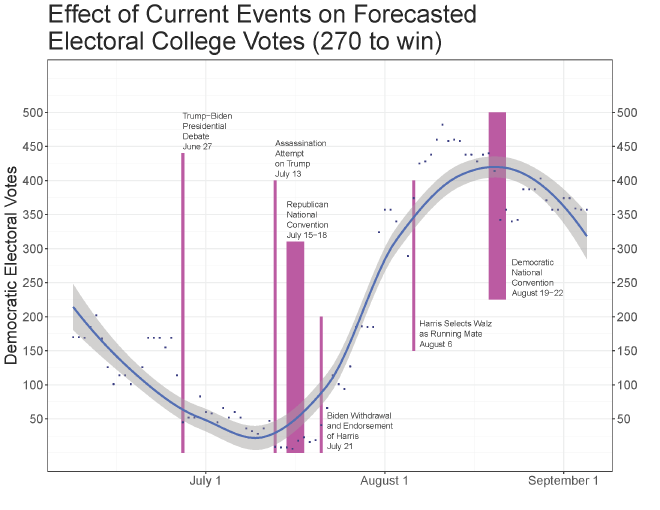 Effect of Current Events on Forecasted
Electoral College Votes (270 to win)
Democratic Electoral Votes
500
450
400
350
300
250
200
150
100
50
Trump-Biden
Presidential
Debate
June 27
Assassination
Attempt
on Trump
July 13
Republican
National
Convention
July 15-18
Biden Withdrawal
and Endorsement
of Harris
July 21
Harris Selects Walz
as Running Mate
August 6
Democratic
National
Convention
August 19-22
500
450
400
350
300
250
200
150
100
50
July 1
August 1
September 1